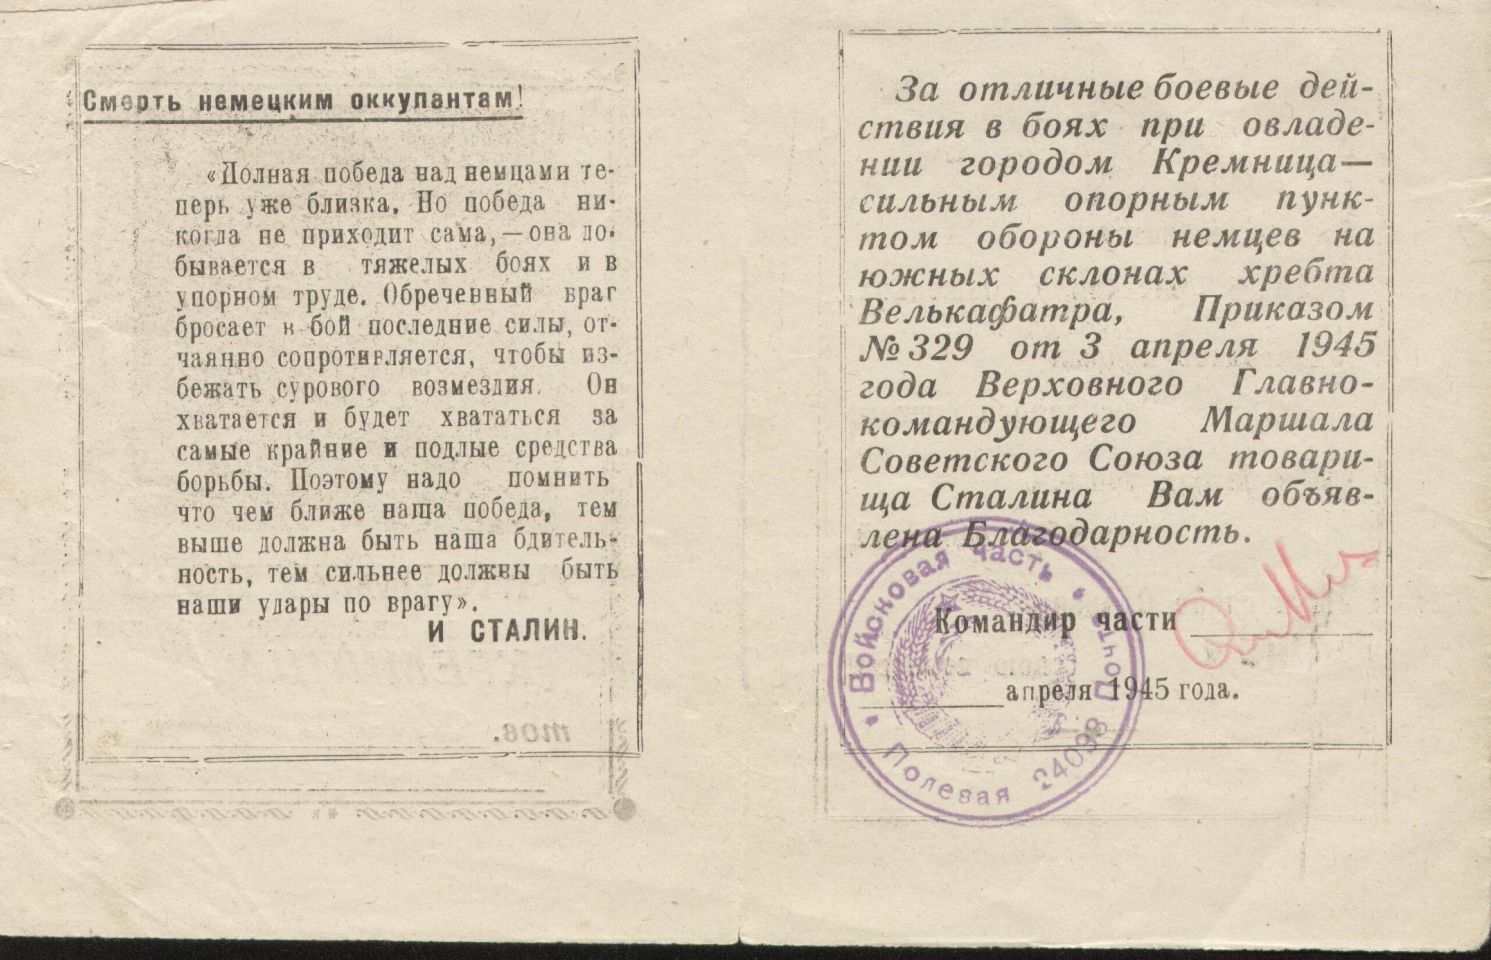 Смерть немецким оккупантам!
«Полная победа над немцами те-
перь уже близка. Но победа ни-
когда не приходит сама,—она до-
бывается в тяжелых боях и в
упорном труде. Обреченный враг
бросает в бой последние силы, от-
чаянно сопротивляется, чтобы из-
бежать сурового возмездия. Он
хватается и будет хвататься за
самые крайние и подлые средства
борьбы. Поэтому надо помнить
что чем ближе наша победа, тем
выше должна быть наша бдитель-
ность, тем сильнее должны быть
наши удары по врагу».
И СТАЛИН.
тов.
За отличные боевые дей-
ствия в боях при овладе-
нии городом Кремница—
сильным опорным пунк-
том обороны немцев на
южных склонах хребта
Велькафатра, Приказом
№ 329 от 3 апреля 1945
года Верховного Главно-
командующего Маршала
Советского Союза товари-
ща Сталина Вам объяв-
лена Благодарность.
Командир части
апреля 1945 года.
Войсковая часть
Полевая Почта
24098